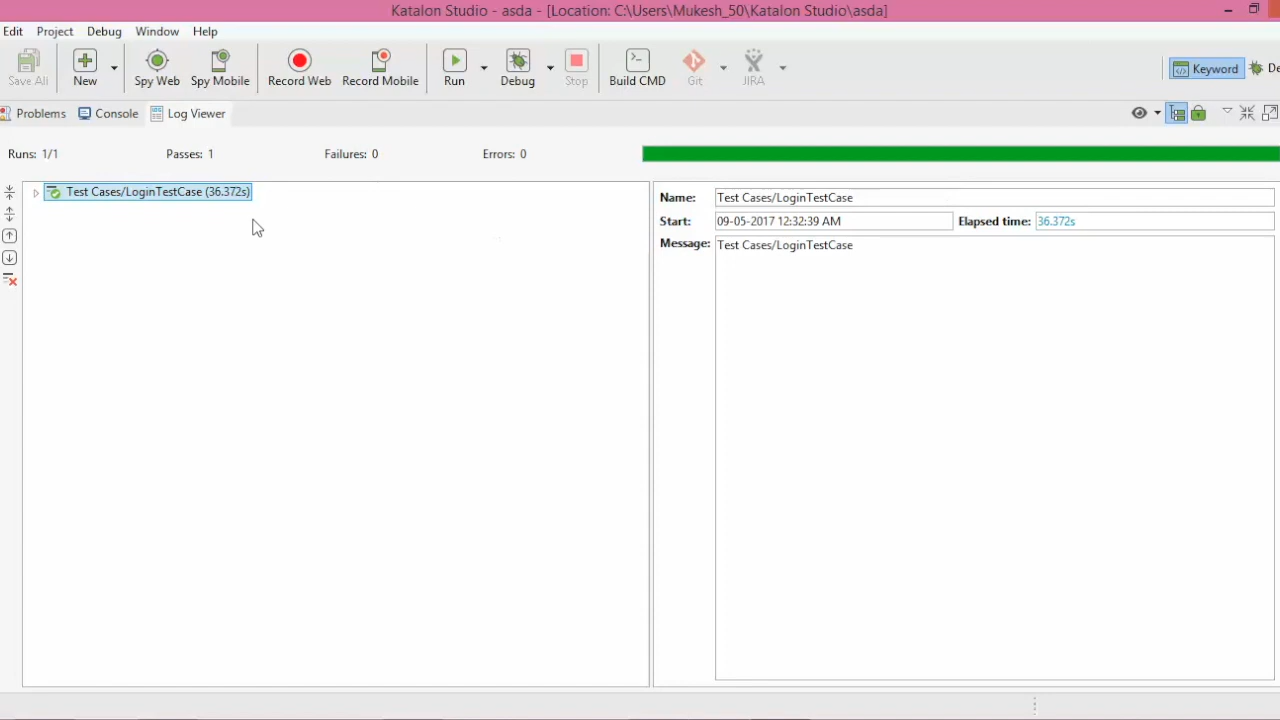 Katalon Studio - asda - [Location: C:\Users\Mukesh_50\Katalon Studio\asda]
Edit Project Debug Window Help
Save All New Spy Web Spy Mobile Record Web Record Mobile Run Debug Stop Build CMD Git JIRA Keyword De
Problems Console Log Viewer
Runs: 1/1 Passes: 1 Failures: 0 Errors: 0
Test Cases/LoginTestCase (36.372s)
Name: Test Cases/LoginTestCase
Start: 09-05-2017 12:32:39 AM Elapsed time: 36.372s
Message: Test Cases/LoginTestCase